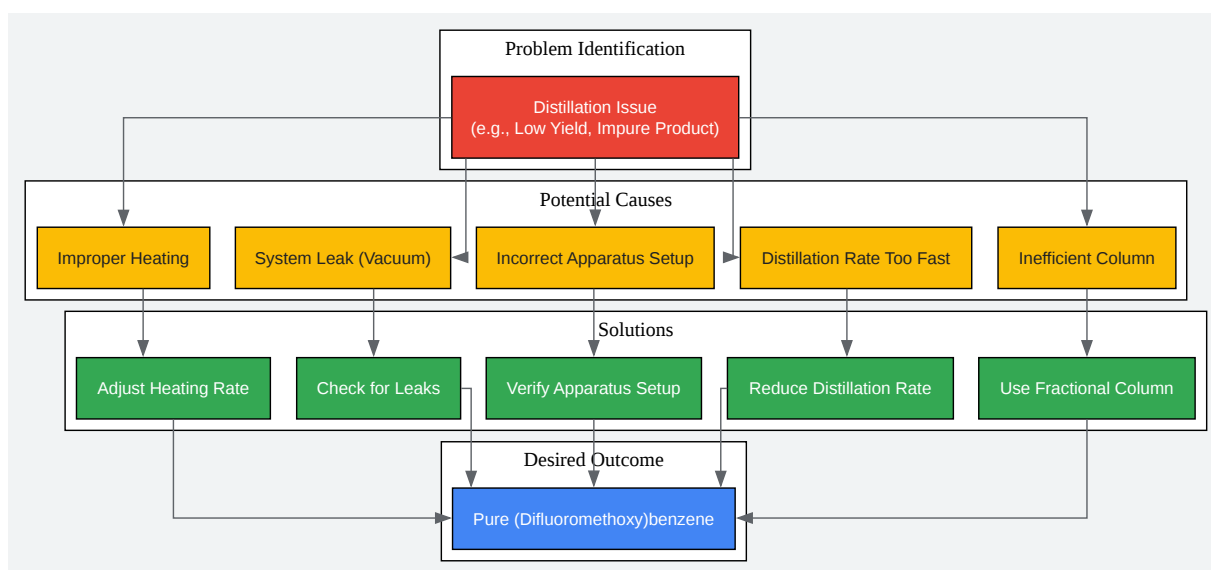 Problem Identification
Distillation Issue
(e.g., Low Yield, Impure Product)
Potential Causes
Improper Heating
System Leak (Vacuum)
Incorrect Apparatus Setup
Distillation Rate Too Fast
Inefficient Column
Solutions
Adjust Heating Rate
Check for Leaks
Verify Apparatus Setup
Reduce Distillation Rate
Use Fractional Column
Desired Outcome
Pure (Difluoromethoxy)benzene